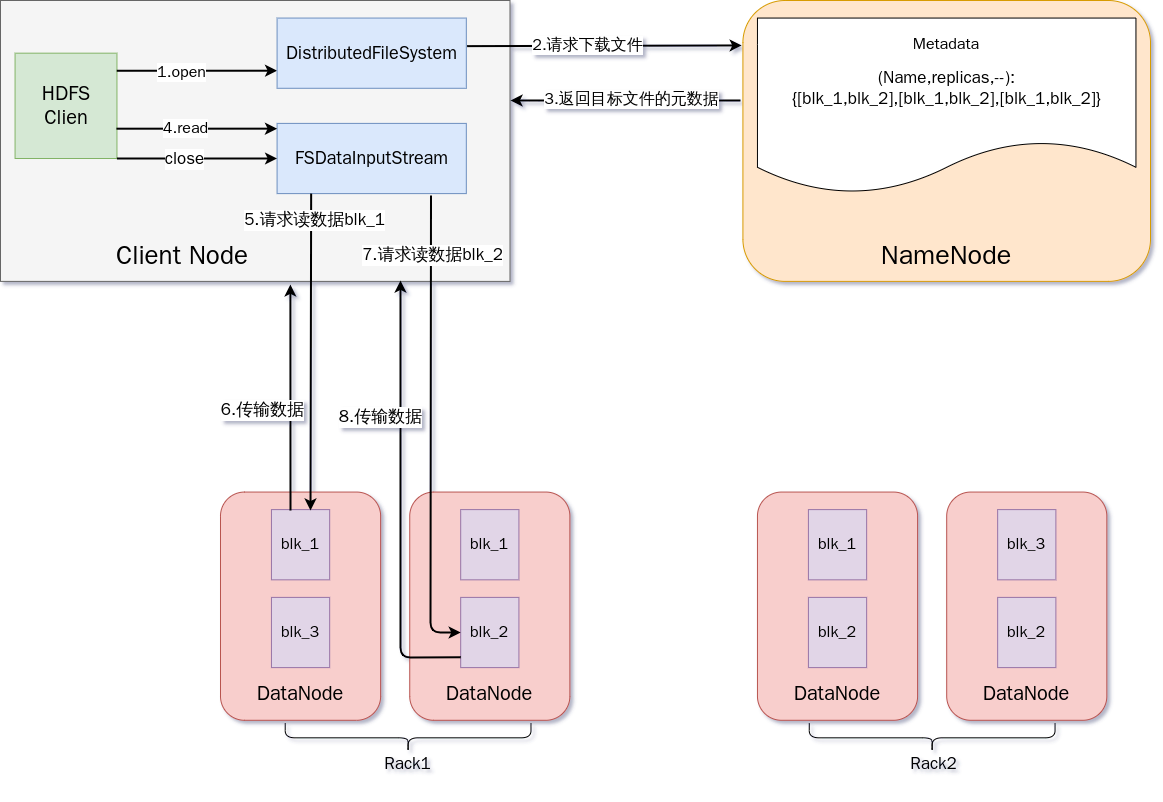 HDFS
Clien
1.open
4.read
close
DistributedFileSystem
FSDataInputStream
2.请求下载文件
3.返回目标文件的元数据
Metadata
(Name,replicas,--):
{[blk_1,blk_2],[blk_1,blk_2],[blk_1,blk_2]}
NameNode
5.请求读数据blk_1
7.请求读数据blk_2
Client Node
6.传输数据
8.传输数据
blk_1
blk_3
DataNode
blk_1
blk_2
DataNode
Rack1
blk_1
blk_2
DataNode
blk_3
blk_2
DataNode
Rack2